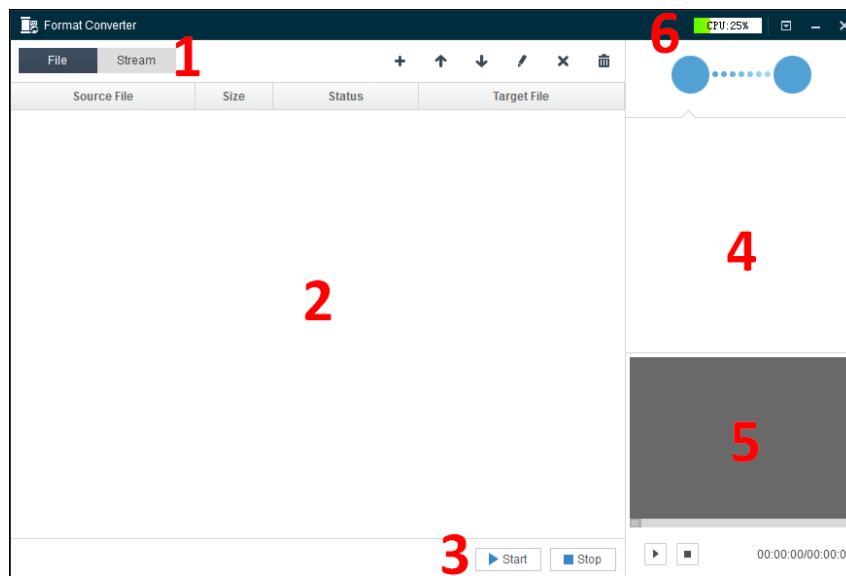 Format Converter 6 CPU:25%
File Stream 1
Source File Size Status Target File
4
2
5
3 Start Stop 00:00:00/00:00:0